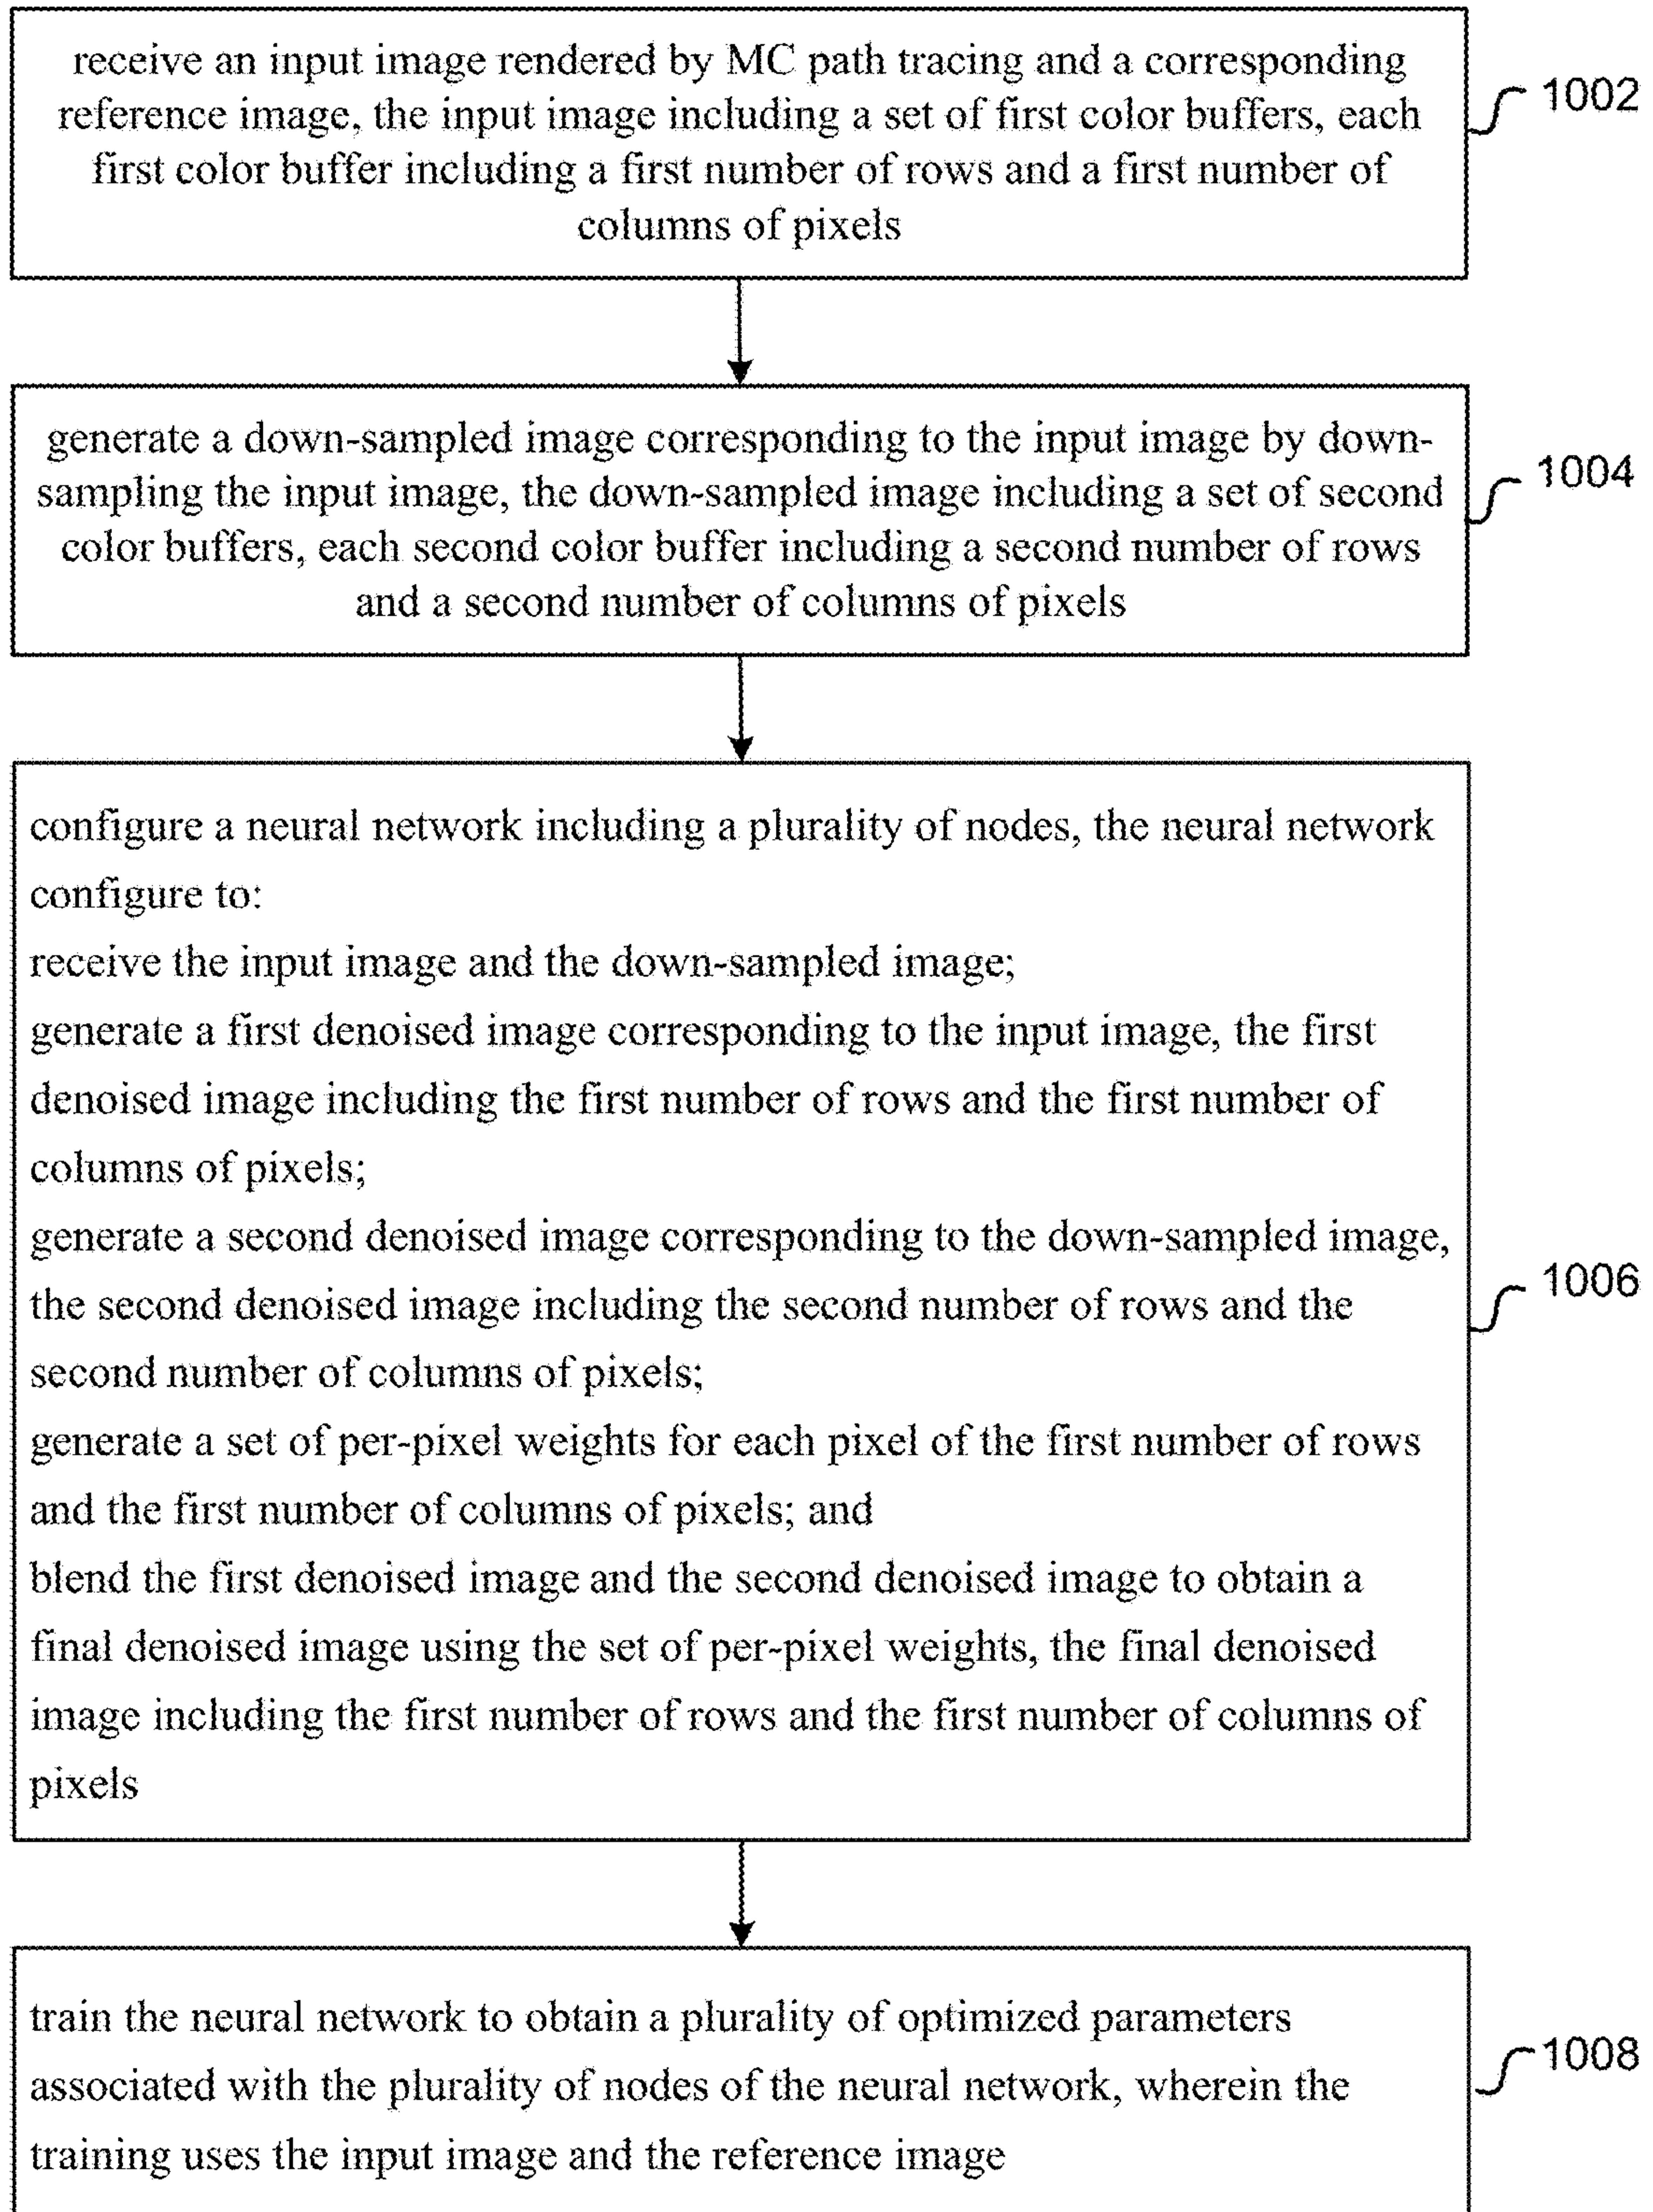 receive an input image rendered by MC path tracing and a corresponding
reference image, the input image including a set of first color buffers, each
first color buffer including a first number of rows and a first number of
columns of pixels
1002
generate a down-sampled image corresponding to the input image by down-
sampling the input image, the down-sampled image including a set of second
color buffers, each second color buffer including a second number of rows
and a second number of columns of pixels
1004
configure a neural network including a plurality of nodes, the neural network
configure to:
receive the input image and the down-sampled image;
generate a first denoised image corresponding to the input image, the first
denoised image including the first number of rows and the first number of
columns of pixels;
generate a second denoised image corresponding to the down-sampled image,
the second denoised image including the second number of rows and the
second number of columns of pixels;
generate a set of per-pixel weights for each pixel of the first number of rows
and the first number of columns of pixels; and
blend the first denoised image and the second denoised image to obtain a
final denoised image using the set of per-pixel weights, the final denoised
image including the first number of rows and the first number of columns of
pixels
1006
train the neural network to obtain a plurality of optimized parameters
associated with the plurality of nodes of the neural network, wherein the
training uses the input image and the reference image
1008